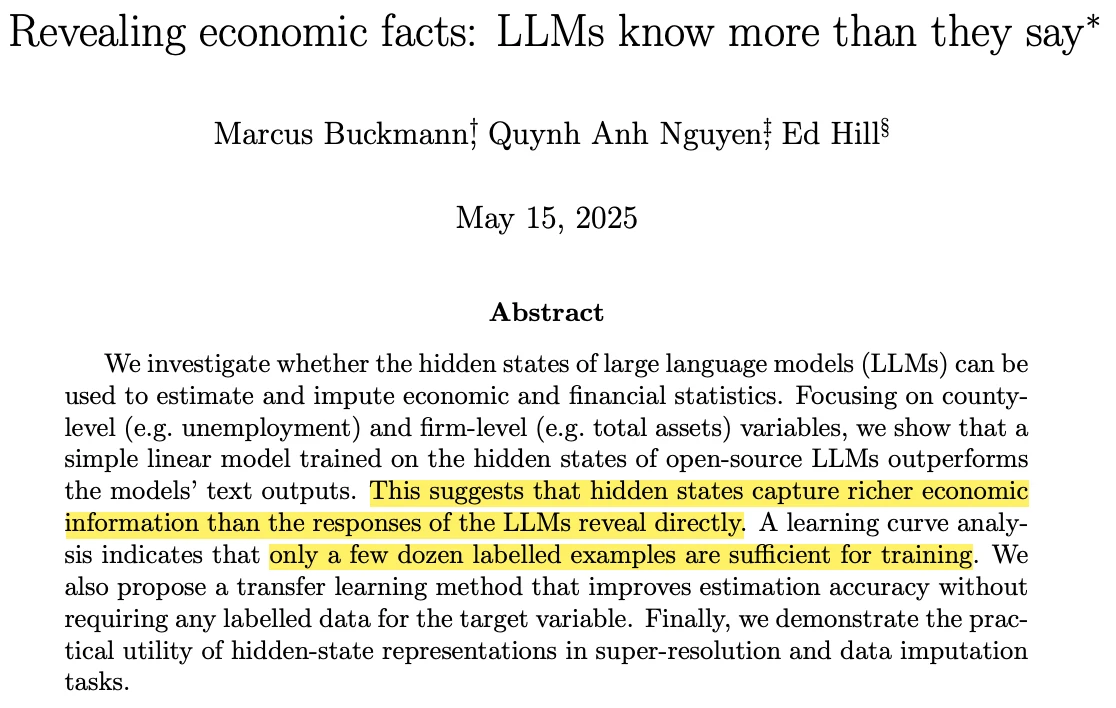 Revealing economic facts: LLMs know more than they say*
Marcus Buckmann† Quynh Anh Nguyen‡ Ed Hill§
May 15, 2025
Abstract
We investigate whether the hidden states of large language models (LLMs) can be
used to estimate and impute economic and financial statistics. Focusing on county-
level (e.g. unemployment) and firm-level (e.g. total assets) variables, we show that a
simple linear model trained on the hidden states of open-source LLMs outperforms
the models’ text outputs. This suggests that hidden states capture richer economic
information than the responses of the LLMs reveal directly. A learning curve analy-
sis indicates that only a few dozen labelled examples are sufficient for training. We
also propose a transfer learning method that improves estimation accuracy without
requiring any labelled data for the target variable. Finally, we demonstrate the prac-
tical utility of hidden-state representations in super-resolution and data imputation
tasks.